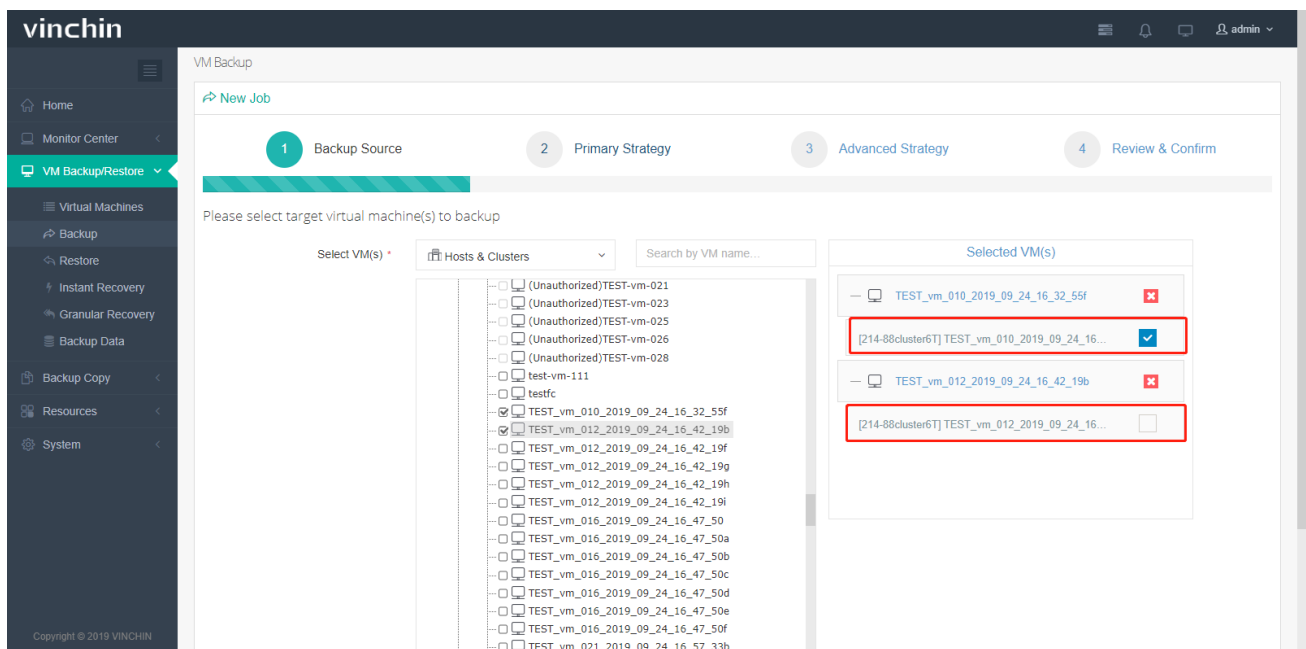 vinchin
admin
VM Backup
New Job
Home
Monitor Center
VM Backup/Restore
Virtual Machines
Backup
Restore
Instant Recovery
Granular Recovery
Backup Data
Backup Copy
Resources
System
Copyright © 2019 VINCHIN
1 Backup Source
2 Primary Strategy
3 Advanced Strategy
4 Review & Confirm
Please select target virtual machine(s) to backup
Select VM(s) *
Hosts & Clusters
Search by VM name...
(Unauthorized)TEST-vm-021
(Unauthorized)TEST-vm-023
(Unauthorized)TEST-vm-025
(Unauthorized)TEST-vm-026
(Unauthorized)TEST-vm-028
test-vm-111
testfc
TEST_vm_010_2019_09_24_16_32_55f
TEST_vm_012_2019_09_24_16_42_19b
TEST_vm_012_2019_09_24_16_42_19f
TEST_vm_012_2019_09_24_16_42_19g
TEST_vm_012_2019_09_24_16_42_19h
TEST_vm_012_2019_09_24_16_42_19i
TEST_vm_016_2019_09_24_16_47_50
TEST_vm_016_2019_09_24_16_47_50a
TEST_vm_016_2019_09_24_16_47_50b
TEST_vm_016_2019_09_24_16_47_50c
TEST_vm_016_2019_09_24_16_47_50d
TEST_vm_016_2019_09_24_16_47_50e
TEST_vm_016_2019_09_24_16_47_50f
TEST_vm_021_2019_09_24_16_57_33b
Selected VM(s)
TEST_vm_010_2019_09_24_16_32_55f
[214-88cluster6T] TEST_vm_010_2019_09_24_16...
TEST_vm_012_2019_09_24_16_42_19b
[214-88cluster6T] TEST_vm_012_2019_09_24_16...